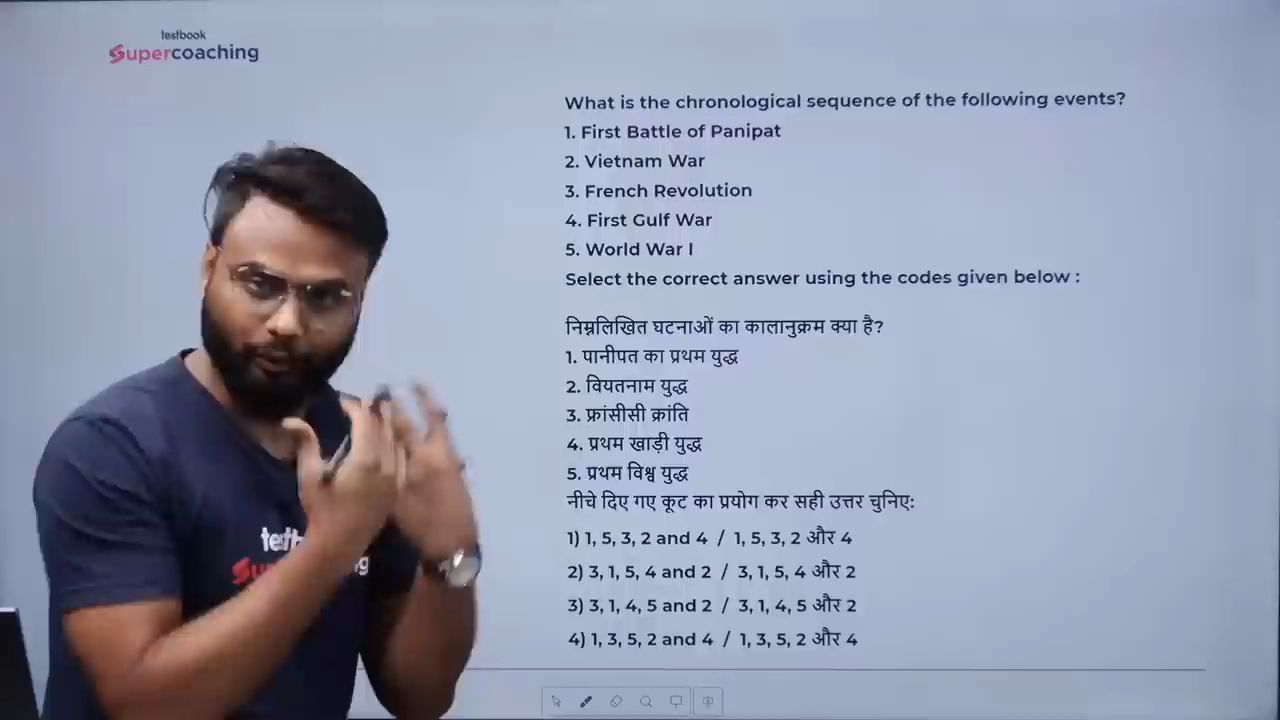 testbook
Supercoaching
What is the chronological sequence of the following events?
1. First Battle of Panipat
2. Vietnam War
3. French Revolution
4. First Gulf War
5. World War I
Select the correct answer using the codes given below :
निम्नलिखित घटनाओं का कालानुक्रम क्या है?
1. पानीपत का प्रथम युद्ध
2. वियतनाम युद्ध
3. फ्रांसीसी क्रांति
4. प्रथम खाड़ी युद्ध
5. प्रथम विश्व युद्ध
नीचे दिए गए कूट का प्रयोग कर सही उत्तर चुनिए:
1) 1, 5, 3, 2 and 4 / 1, 5, 3, 2 और 4
2) 3, 1, 5, 4 and 2 / 3, 1, 5, 4 और 2
3) 3, 1, 4, 5 and 2 / 3, 1, 4, 5 और 2
4) 1, 3, 5, 2 and 4 / 1, 3, 5, 2 और 4